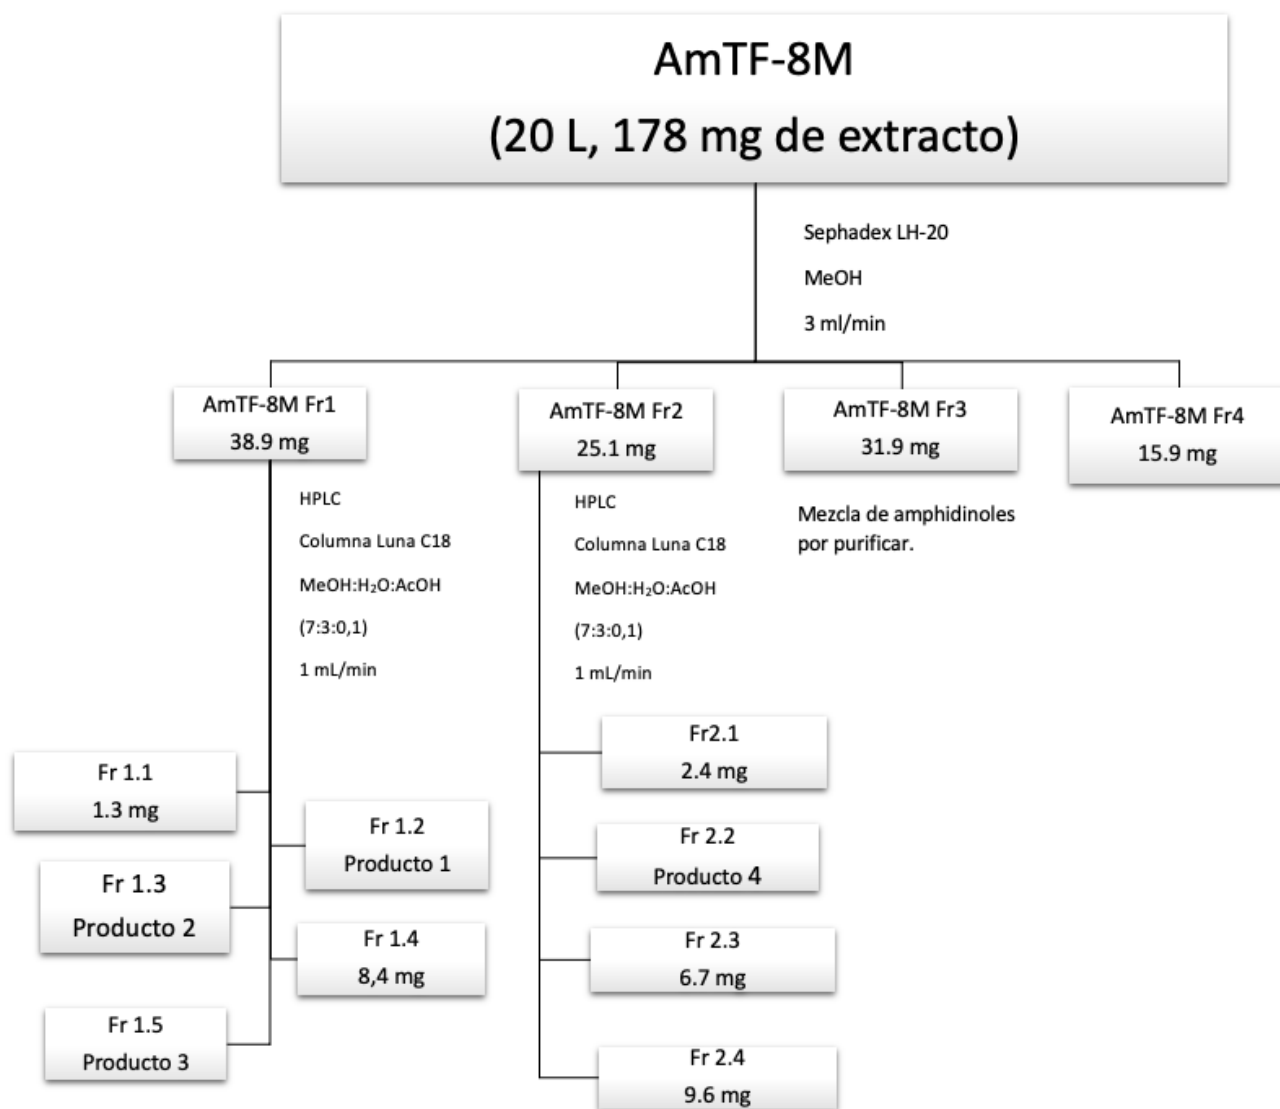 AmTF-8M
(20 L, 178 mg de extracto)
Sephadex LH-20
MeOH
3 ml/min
AmTF-8M Fr1
38.9 mg
AmTF-8M Fr2
25.1 mg
AmTF-8M Fr3
31.9 mg
AmTF-8M Fr4
15.9 mg
HPLC
Columna Luna C18
MeOH:H₂O:AcOH
(7:3:0,1)
1 mL/min
HPLC
Columna Luna C18
MeOH:H₂O:AcOH
(7:3:0,1)
1 mL/min
Mezcla de amphidinoles
por purificar.
Fr 1.1
1.3 mg
Fr 1.2
Producto 1
Fr 1.3
Producto 2
Fr 1.4
8,4 mg
Fr 1.5
Producto 3
Fr2.1
2.4 mg
Fr 2.2
Producto 4
Fr 2.3
6.7 mg
Fr 2.4
9.6 mg